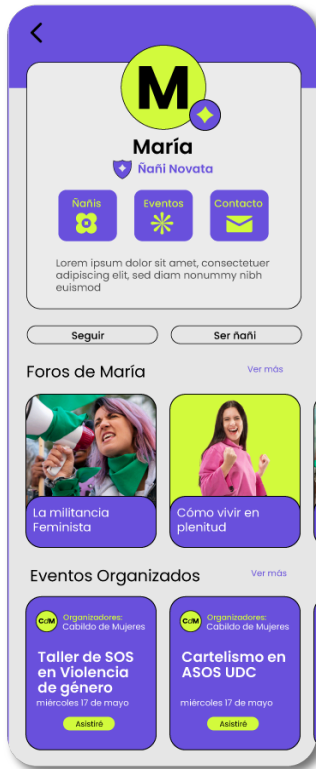 M
María
Ñañi Novata
Ñañis
Eventos
Contacto
Lorem ipsum dolor sit amet, consectetuer
adipiscing elit, sed diam nonummy nibh
euismod
Seguir
Ser ñañi
Foros de María
Ver más
La militancia
Feminista
Cómo vivir en
plenitud
Eventos Organizados
Ver más
CdM
Organizadores:
Cabildo de Mujeres
Taller de SOS
en Violencia
de género
miércoles 17 de mayo
Asistiré
CdM
Organizadores:
Cabildo de Mujeres
Cartelismo en
ASOS UDC
miércoles 17 de mayo
Asistiré